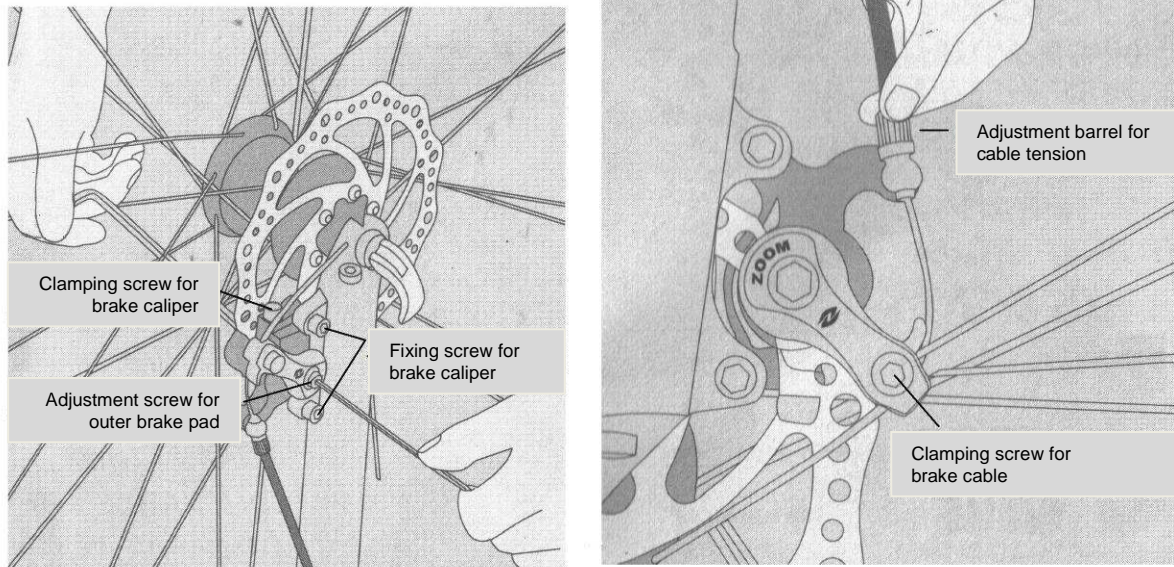 Clamping screw for
brake caliper
Fixing screw for
brake caliper
Adjustment screw for
outer brake pad
Adjustment barrel for
cable tension
ZOOM
Clamping screw for
brake cable